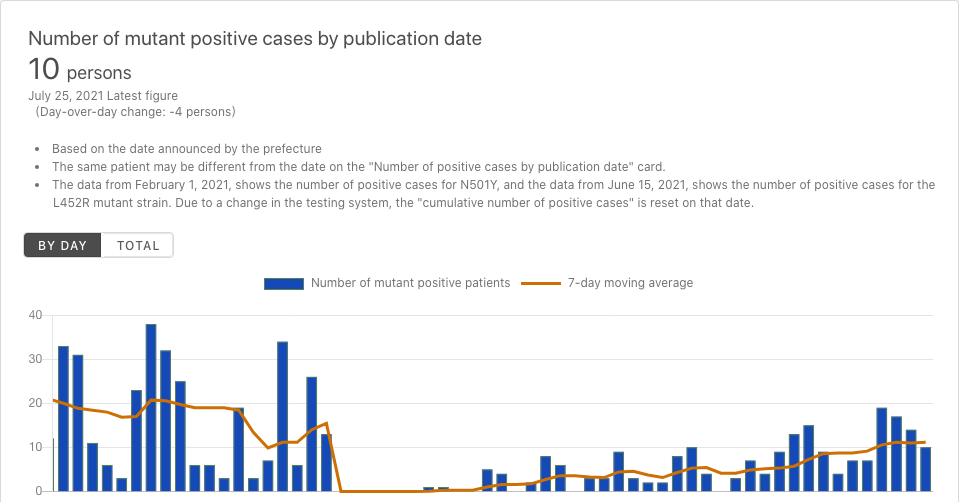 Number of mutant positive cases by publication date
10 persons
July 25, 2021 Latest figure
(Day-over-day change: -4 persons)
• Based on the date announced by the prefecture
• The same patient may be different from the date on the "Number of positive cases by publication date" card.
• The data from February 1, 2021, shows the number of positive cases for N501Y, and the data from June 15, 2021, shows the number of positive cases for the
L452R mutant strain. Due to a change in the testing system, the "cumulative number of positive cases" is reset on that date.
BY DAY TOTAL
Number of mutant positive patients 7-day moving average
40
30
20
10
0